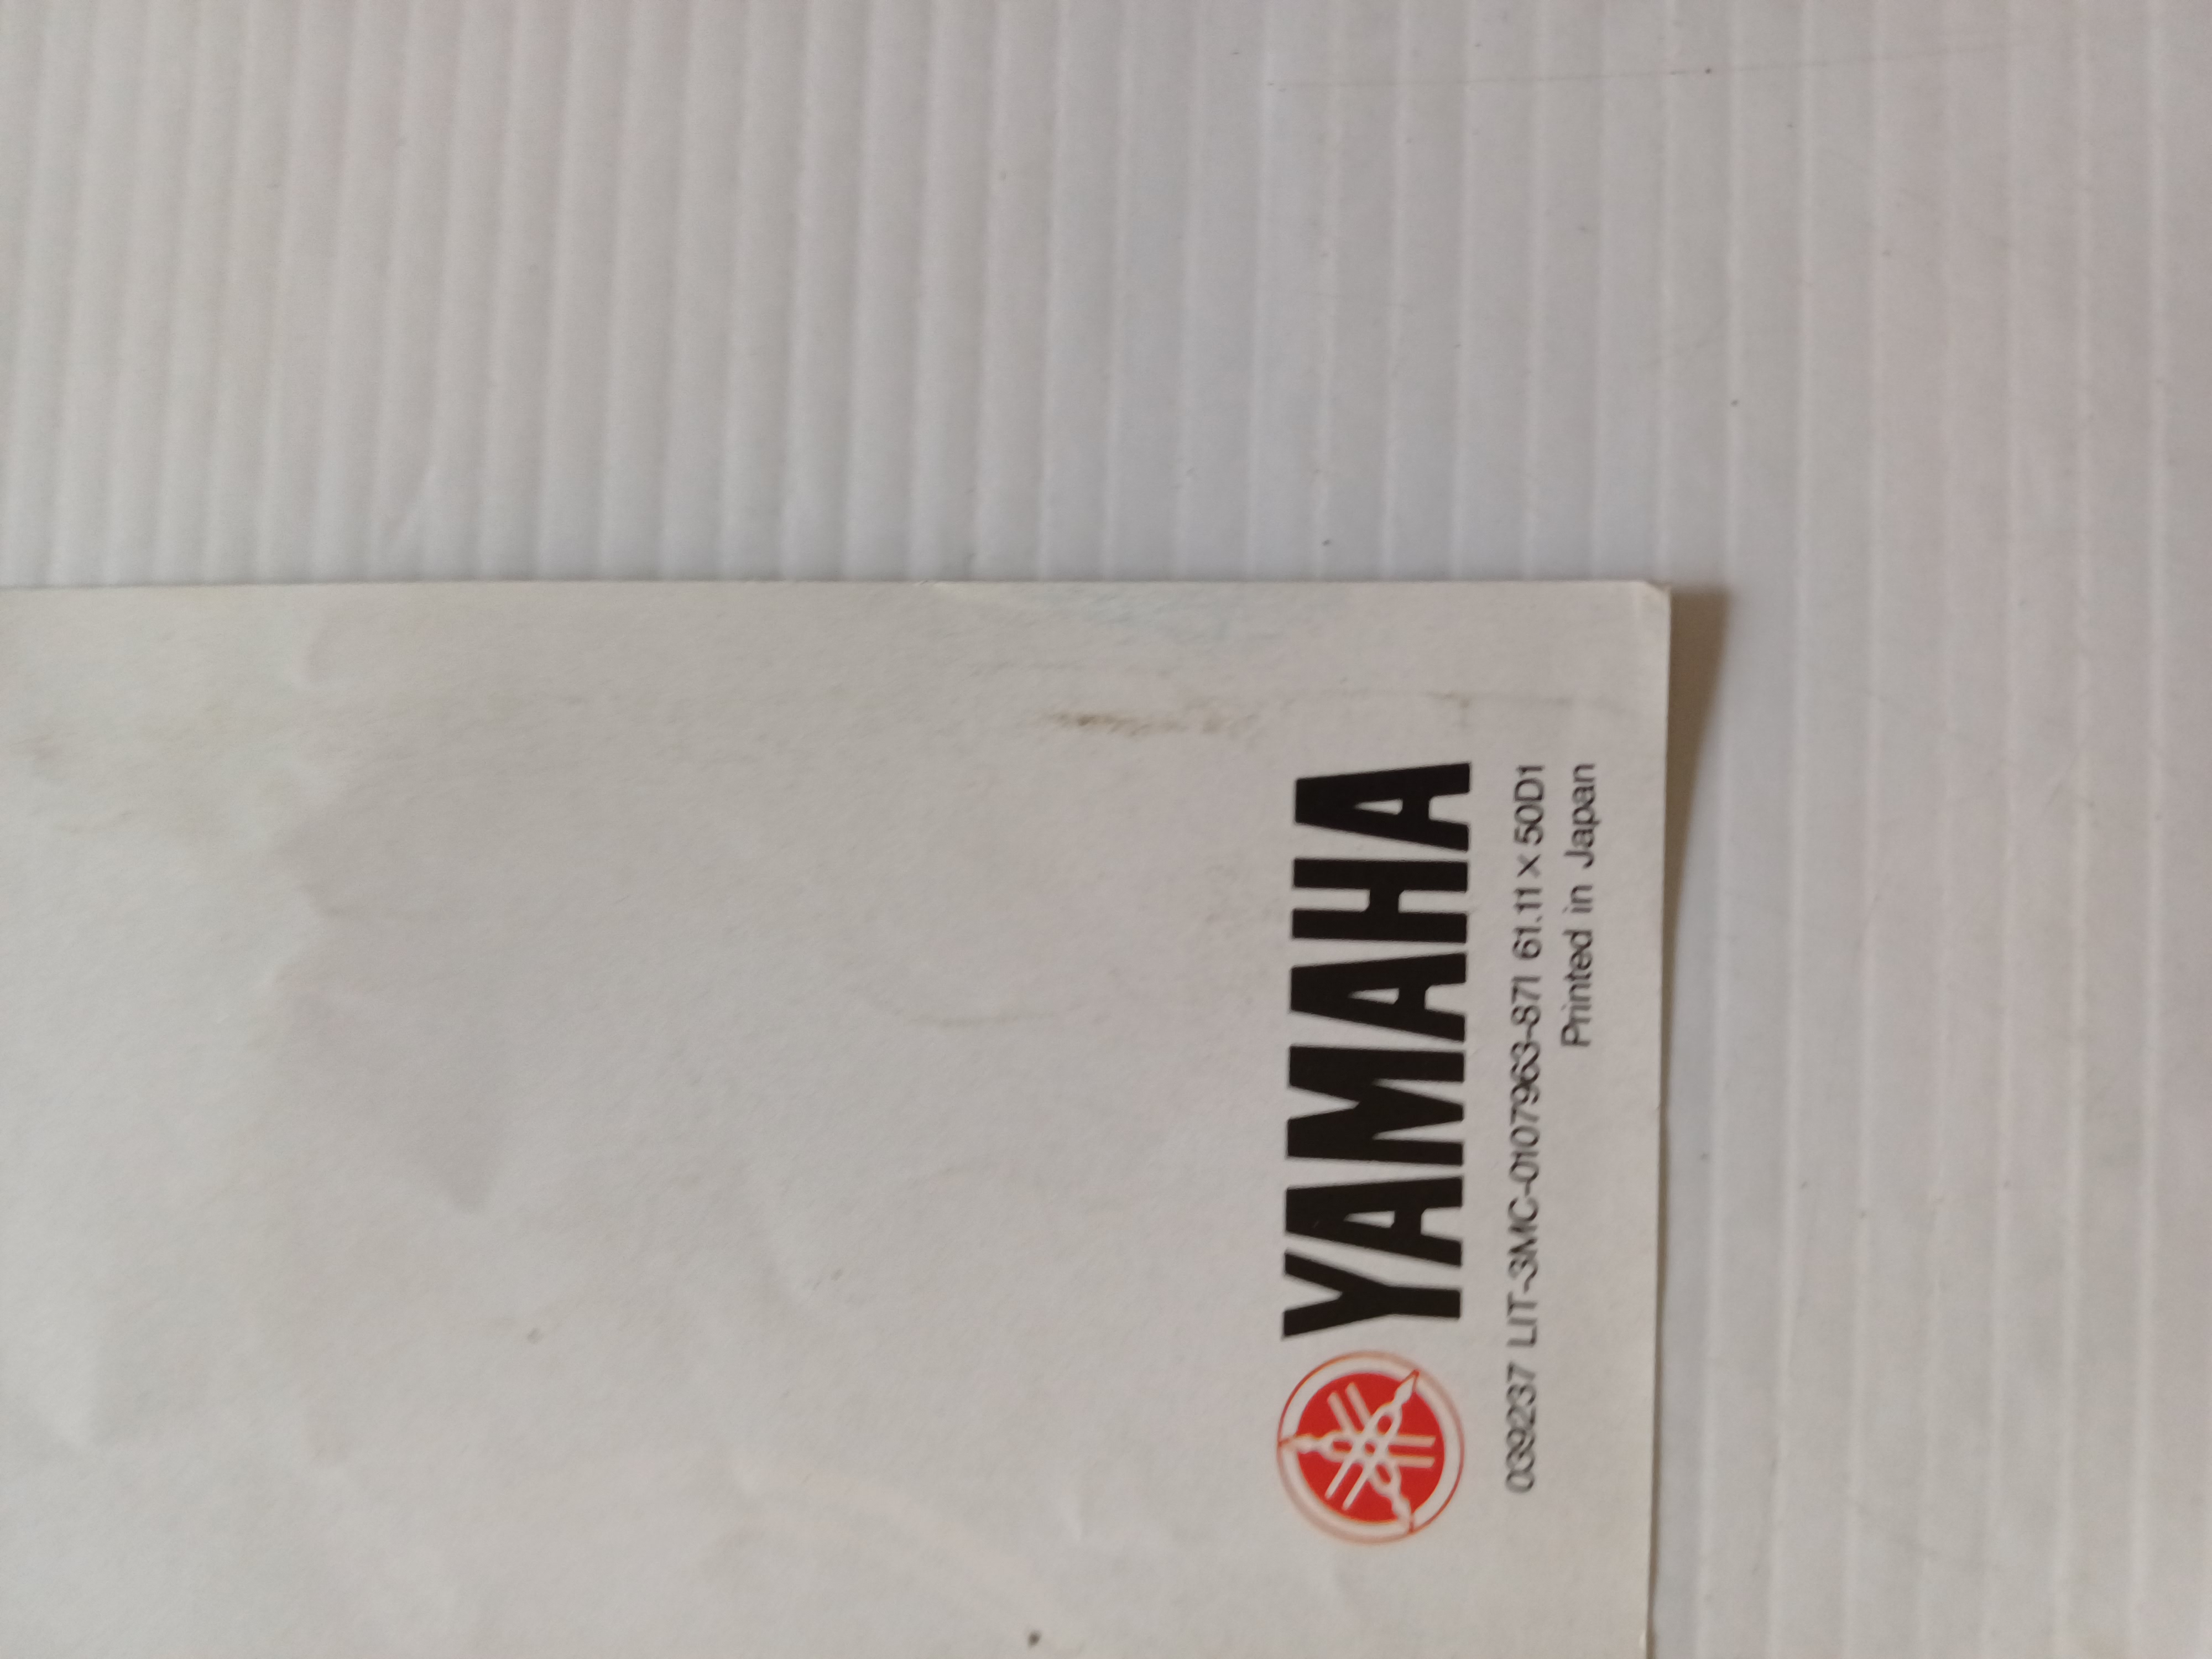 YAMAHA
039237 LIT-3MC-0107963-871 61.11×50D1
Printed in Japan